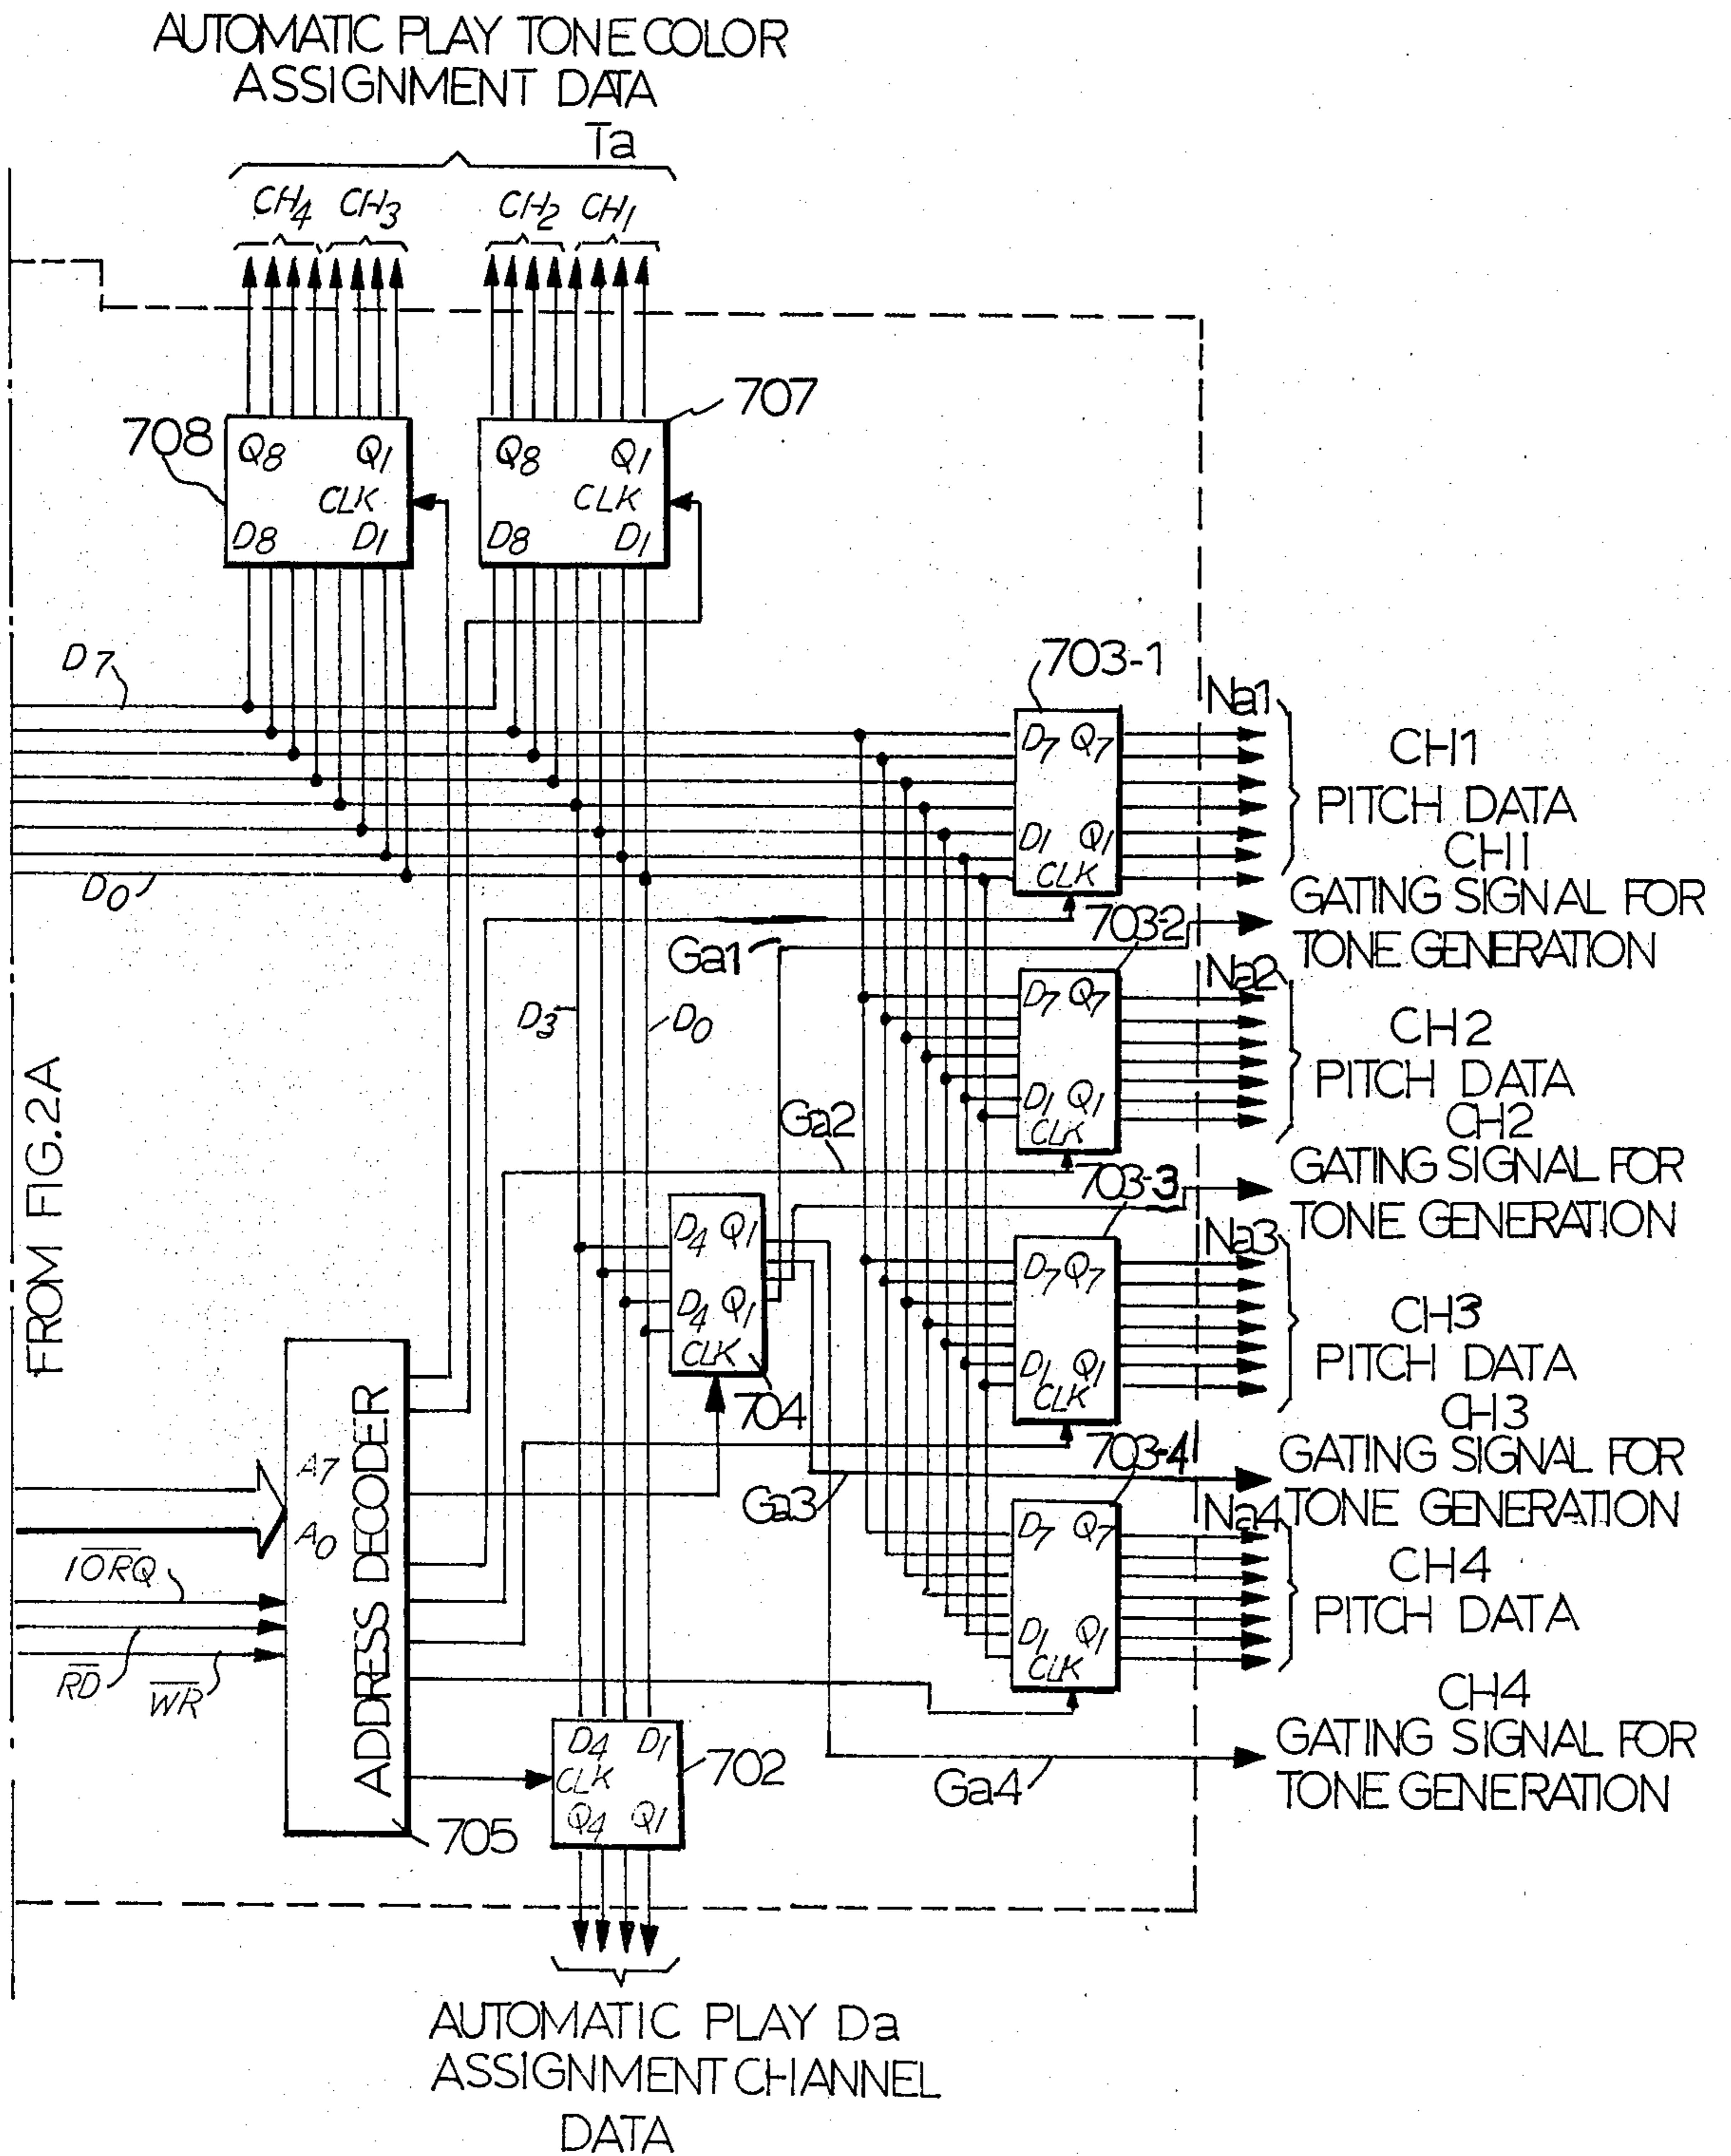 AUTOMATIC PLAY TONE COLOR
ASSIGNMENT DATA
Ta
CH4 CH3 CH2 CH1
708
707
Q8 Q1
CLK
D8 D1
Q8 Q1
CLK
D8 D1
D7
D0
703-1
D7 Q7
D1 Q1
CLK
Na1
CH1
PITCH DATA
CH1
GATING SIGNAL FOR
TONE GENERATION
Ga1
703-2
D3
D0
D7 Q7
D1 Q1
CLK
Na2
CH2
PITCH DATA
CH2
GATING SIGNAL FOR
TONE GENERATION
Ga2
703-3
FROM FIG.2A
D4 Q1
D4 Q1
CLK
704
D7 Q7
D1 Q1
CLK
Na3
CH3
PITCH DATA
CH3
GATING SIGNAL FOR
TONE GENERATION
Ga3
703-4
A7
A0
ADDRESS DECODER
IORQ
RD
WR
705
D7 Q7
D1 Q1
CLK
Na4
CH4
PITCH DATA
CH4
GATING SIGNAL FOR
TONE GENERATION
Ga4
D4 D1
CLK
Q4 Q1
702
AUTOMATIC PLAY Da
ASSIGNMENT CHANNEL
DATA